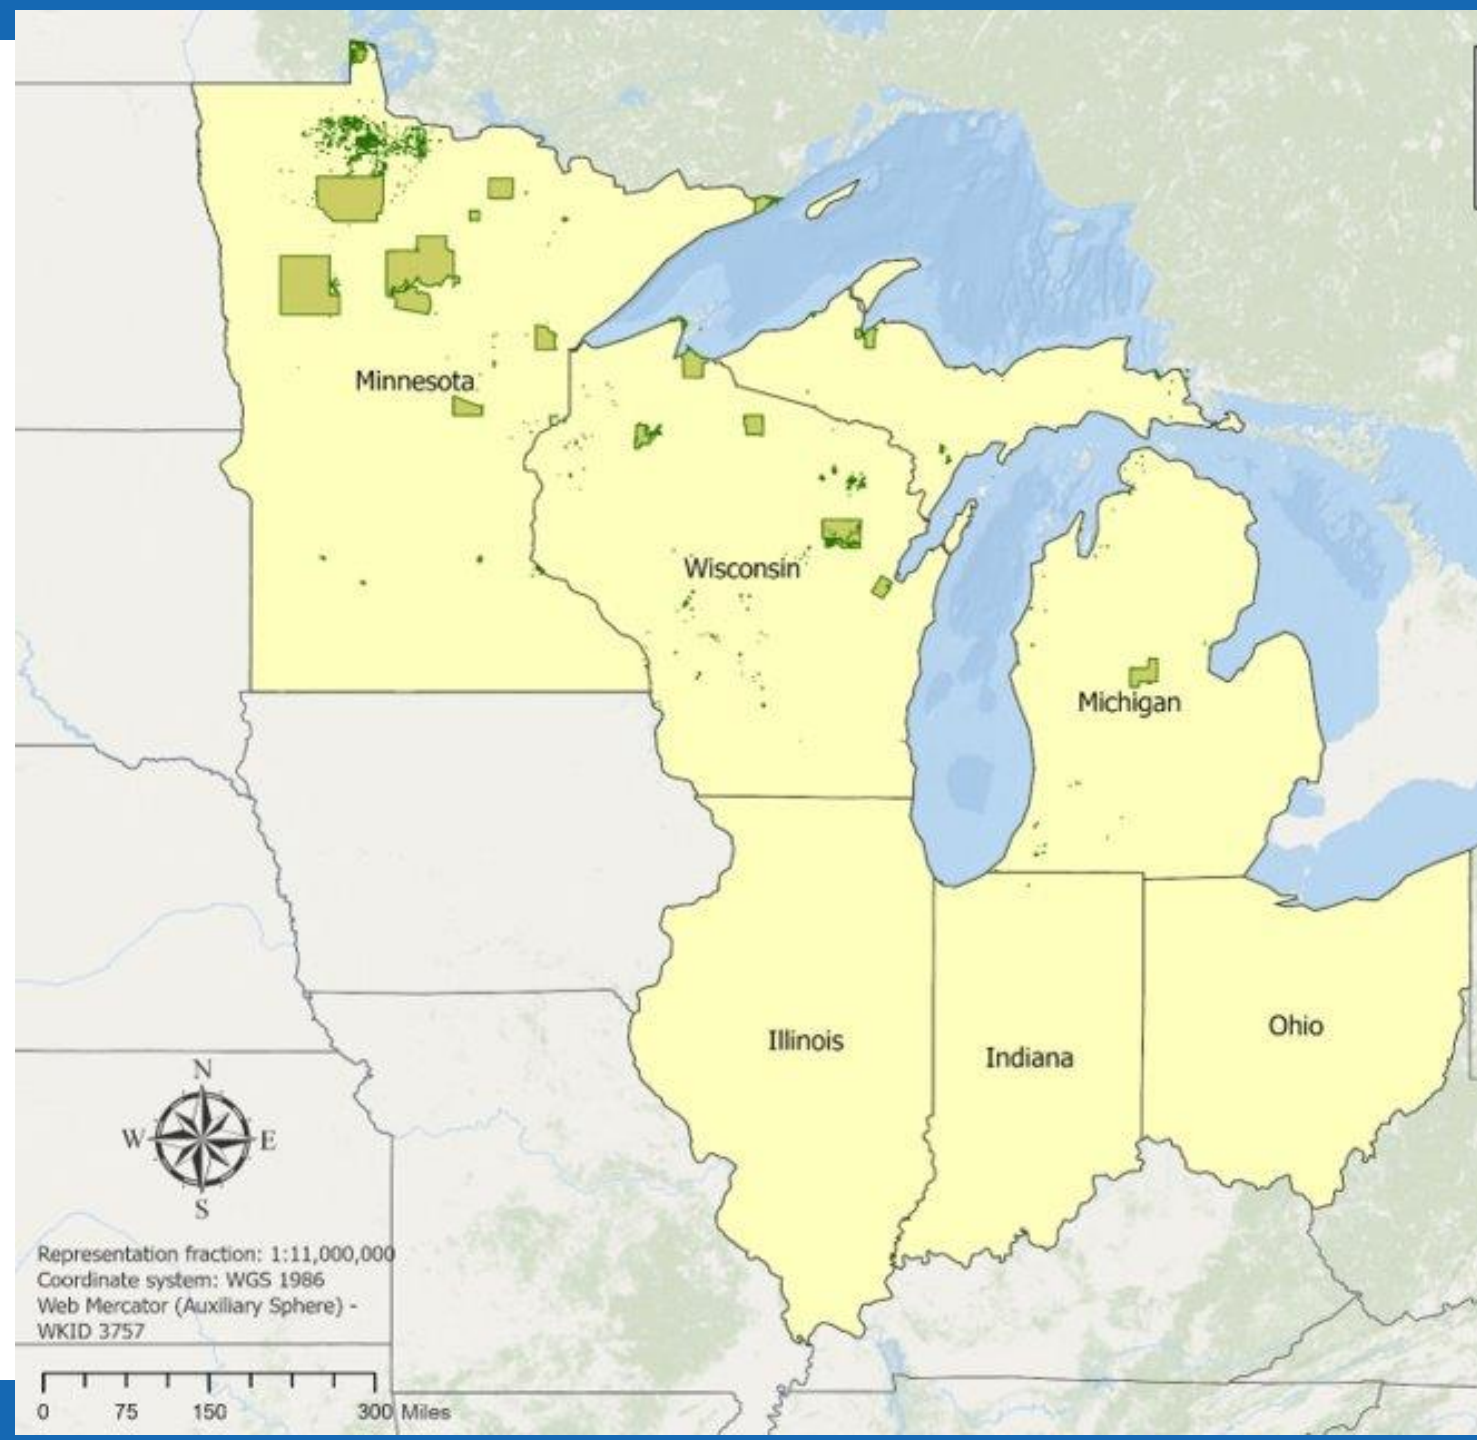 Minnesota
Wisconsin
Michigan
Illinois
Indiana
Ohio
N
W E
S
Representation fraction: 1:11,000,000
Coordinate system: WGS 1986
Web Mercator (Auxiliary Sphere) -
WKID 3757
0 75 150 300 Miles